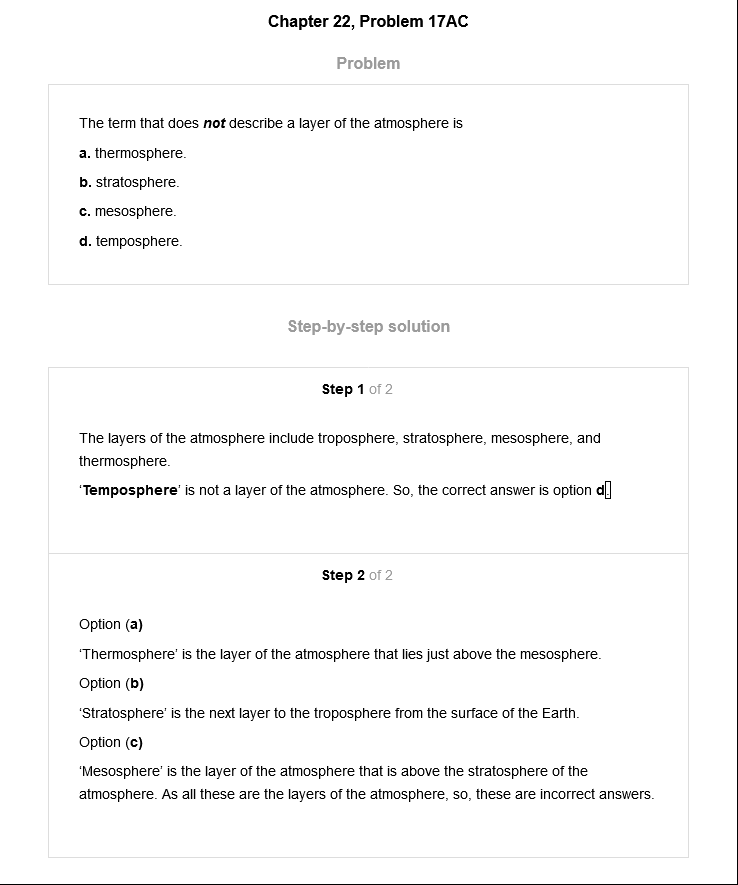 Chapter 22, Problem 17AC
Problem
The term that does not describe a layer of the atmosphere is
a. thermosphere.
b. stratosphere.
c. mesosphere.
d. temposphere.
Step-by-step solution
Step 1 of 2
The layers of the atmosphere include troposphere, stratosphere, mesosphere, and
thermosphere.
‘Temposphere’ is not a layer of the atmosphere. So, the correct answer is option d.
Step 2 of 2
Option (a)
‘Thermosphere’ is the layer of the atmosphere that lies just above the mesosphere.
Option (b)
‘Stratosphere’ is the next layer to the troposphere from the surface of the Earth.
Option (c)
‘Mesosphere’ is the layer of the atmosphere that is above the stratosphere of the
atmosphere. As all these are the layers of the atmosphere, so, these are incorrect answers.